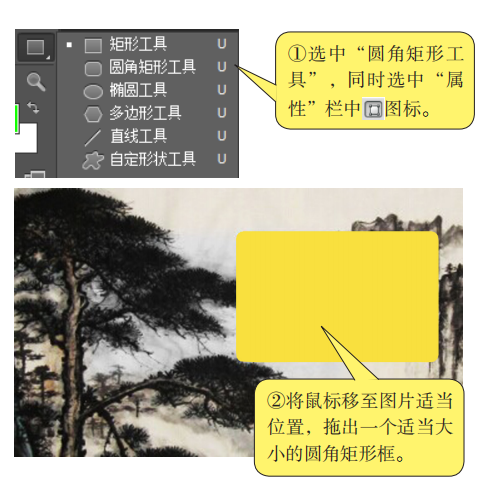 矩形工具 U
圆角矩形工具 U
椭圆工具 U
多边形工具 U
直线工具 U
自定形状工具 U
①选中“圆角矩形工
具”，同时选中“属
性”栏中图标。
②将鼠标移至图片适当
位置，拖出一个适当大
小的圆角矩形框。